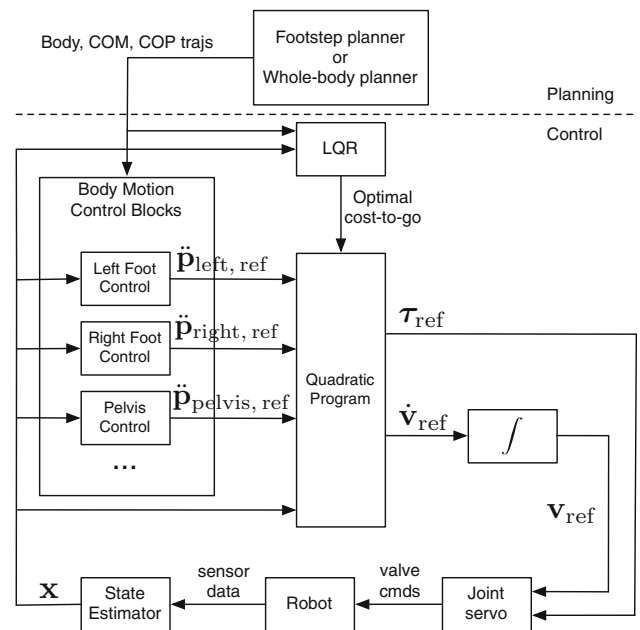 Footstep planner
or
Whole-body planner
Body, COM, COP trajs
Planning
Control
LQR
Optimal
cost-to-go
Body Motion
Control Blocks
Left Foot
Control
p̈left, ref
Right Foot
Control
p̈right, ref
Pelvis
Control
p̈pelvis, ref
...
Quadratic
Program
τref
v̇ref
∫
vref
x
State
Estimator
sensor
data
Robot
valve
cmds
Joint
servo